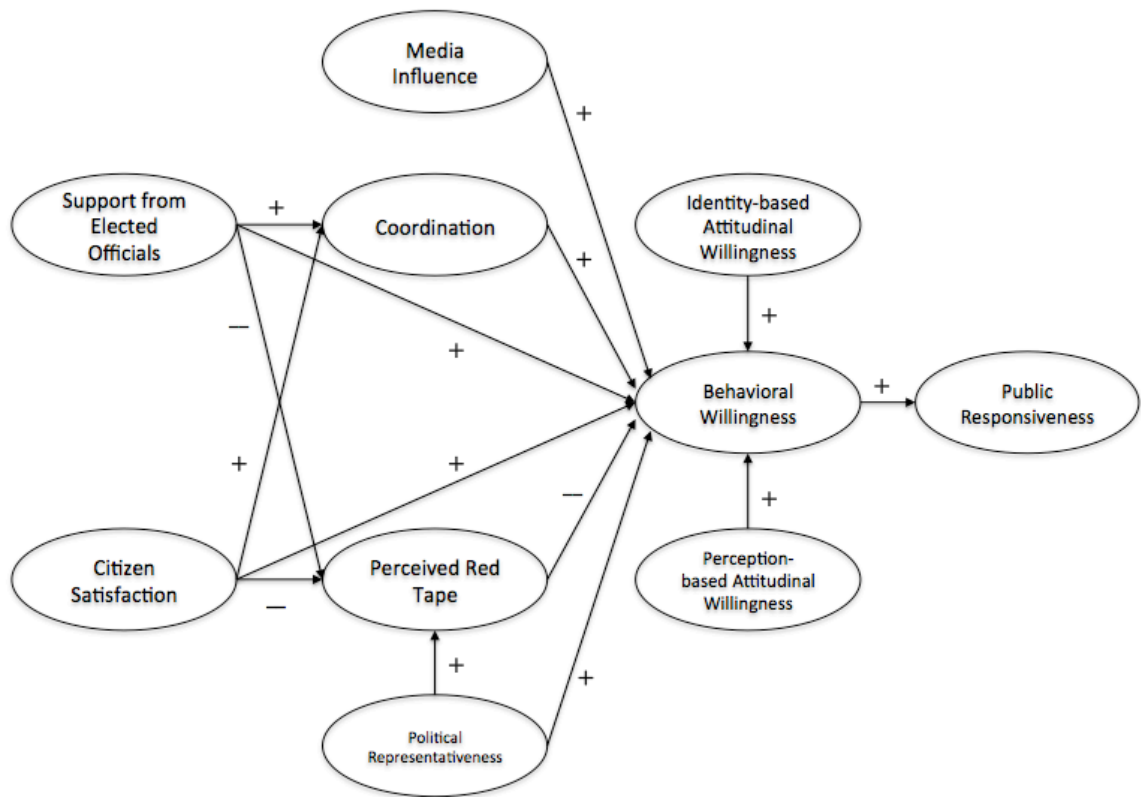 Media
Influence
+
Support from
Elected
Officials
+
Coordination
Identity-based
Attitudinal
Willingness
+
—
+
+
Behavioral
Willingness
+
Public
Responsiveness
+
+
—
+
Citizen
Satisfaction
—
Perceived Red
Tape
Perception-
based Attitudinal
Willingness
+
+
Political
Representativeness